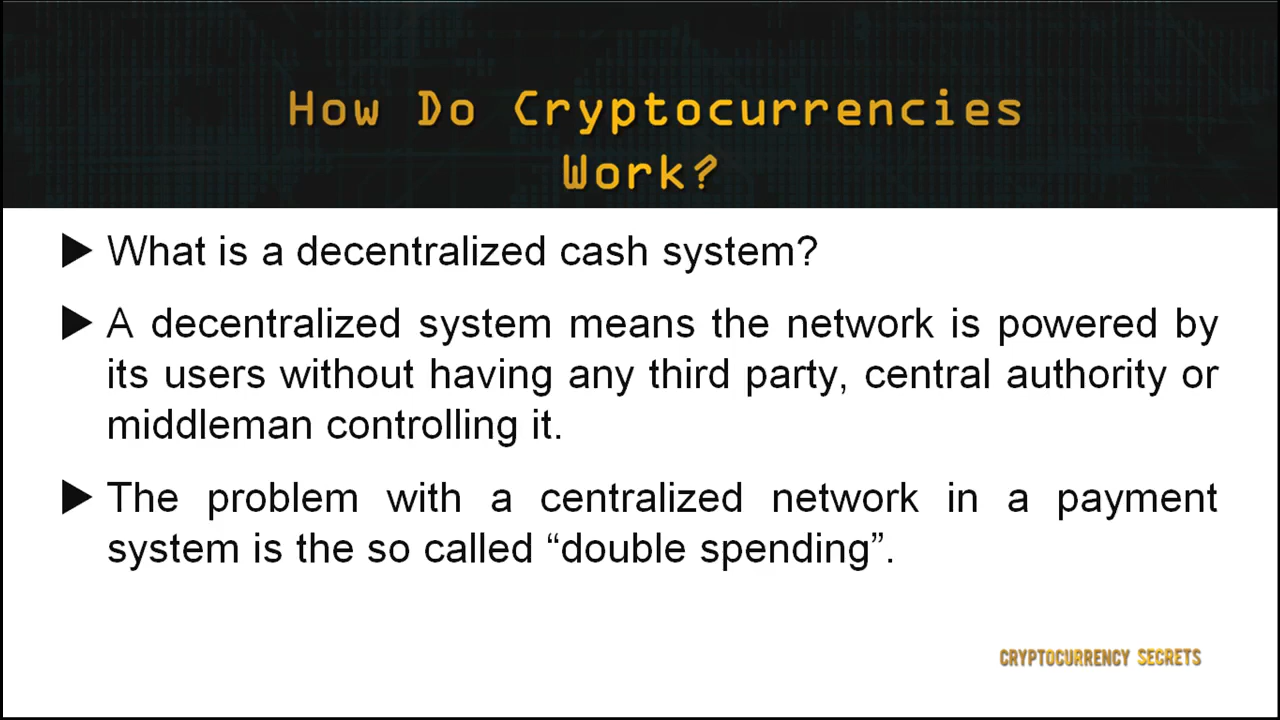 How Do Cryptocurrencies
Work?
What is a decentralized cash system?
A decentralized system means the network is powered by
its users without having any third party, central authority or
middleman controlling it.
The problem with a centralized network in a payment
system is the so called “double spending”.
CRYPTOCURRENCY SECRETS